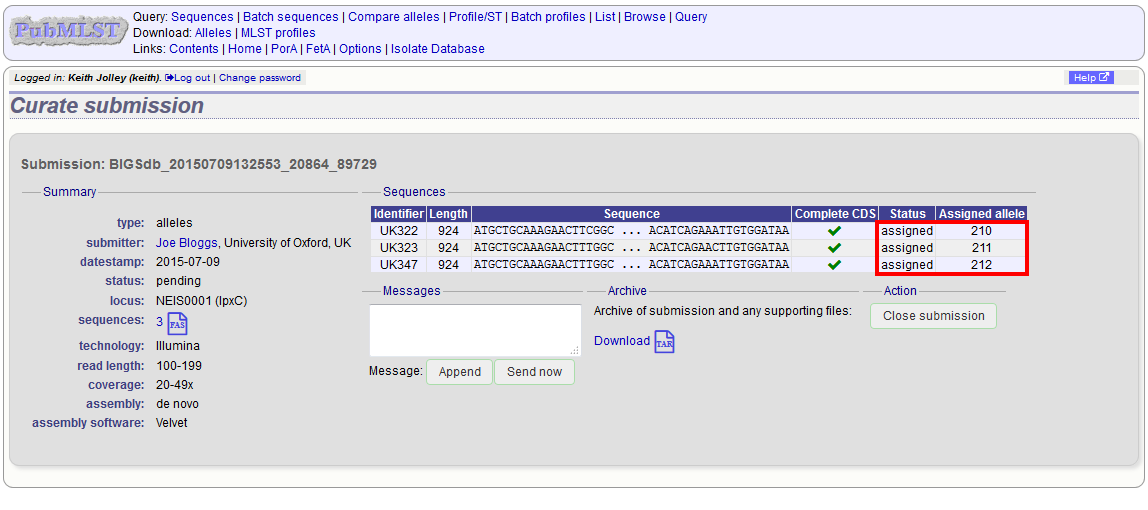 PubMLST
Query: Sequences | Batch sequences | Compare alleles | Profile/ST | Batch profiles | List | Browse | Query
Download: Alleles | MLST profiles
Links: Contents | Home | PorA | FetA | Options | Isolate Database
Logged in: Keith Jolley (keith). Log out | Change password
Help
Curate submission
Submission: BIGSdb_20150709132553_20864_89729
Summary
type: alleles
submitter: Joe Bloggs, University of Oxford, UK
datestamp: 2015-07-09
status: pending
locus: NEIS0001 (lpxC)
sequences: 3 FAS
technology: Illumina
read length: 100-199
coverage: 20-49x
assembly: de novo
assembly software: Velvet
Sequences
Identifier Length Sequence Complete CDS Status Assigned allele
UK322 924 ATGCTGCAAAGAACTTCGGC ... ACATCAGAAATTGTGGATAA assigned 210
UK323 924 ATGCTGCAAAGAACTTTGGC ... ACATCAGAAATTGTGGATAA assigned 211
UK347 924 ATGCTGCAAAGAACTTTGGC ... ACATCAGAAATTGTGGATAA assigned 212
Messages
Message: Append Send now
Archive
Archive of submission and any supporting files:
Download TAR
Action
Close submission